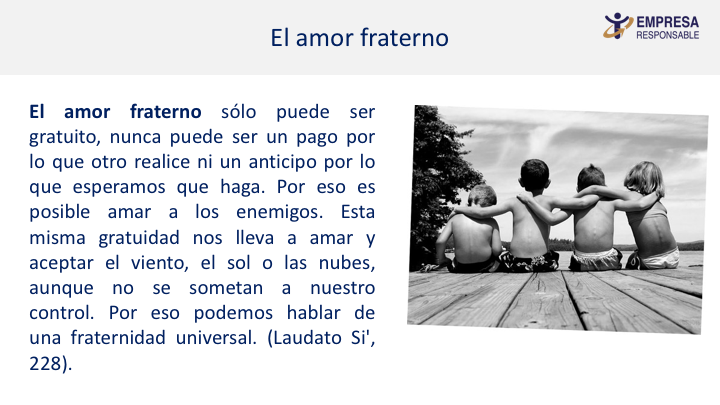 El amor fraterno
EMPRESA
RESPONSABLE
El amor fraterno sólo puede ser
gratuito, nunca puede ser un pago por
lo que otro realice ni un anticipo por lo
que esperamos que haga. Por eso es
posible amar a los enemigos. Esta
misma gratuidad nos lleva a amar y
aceptar el viento, el sol o las nubes,
aunque no se sometan a nuestro
control. Por eso podemos hablar de
una fraternidad universal. (Laudato Si',
228).